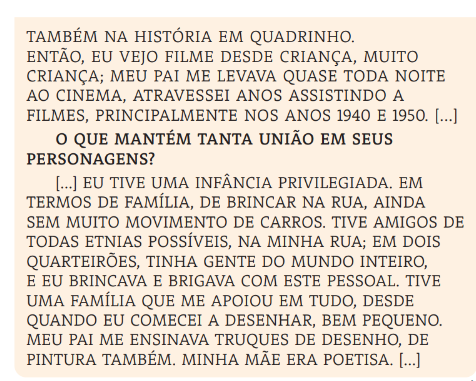 TAMBÉM NA HISTÓRIA EM QUADRINHO.
ENTÃO, EU VEJO FILME DESDE CRIANÇA, MUITO
CRIANÇA; MEU PAI ME LEVAVA QUASE TODA NOITE
AO CINEMA, ATRAVESSEI ANOS ASSISTINDO A
FILMES, PRINCIPALMENTE NOS ANOS 1940 E 1950. [...]
O QUE MANTÉM TANTA UNIÃO EM SEUS
PERSONAGENS?
[...] EU TIVE UMA INFÂNCIA PRIVILEGIADA. EM
TERMOS DE FAMÍLIA, DE BRINCAR NA RUA, AINDA
SEM MUITO MOVIMENTO DE CARROS. TIVE AMIGOS DE
TODAS ETNIAS POSSÍVEIS, NA MINHA RUA; EM DOIS
QUARTEIRÕES, TINHA GENTE DO MUNDO INTEIRO,
E EU BRINCAVA E BRIGAVA COM ESTE PESSOAL. TIVE
UMA FAMÍLIA QUE ME APOIOU EM TUDO, DESDE
QUANDO EU COMECEI A DESENHAR, BEM PEQUENO.
MEU PAI ME ENSINAVA TRUQUES DE DESENHO, DE
PINTURA TAMBÉM. MINHA MÃE ERA POETISA. [...]